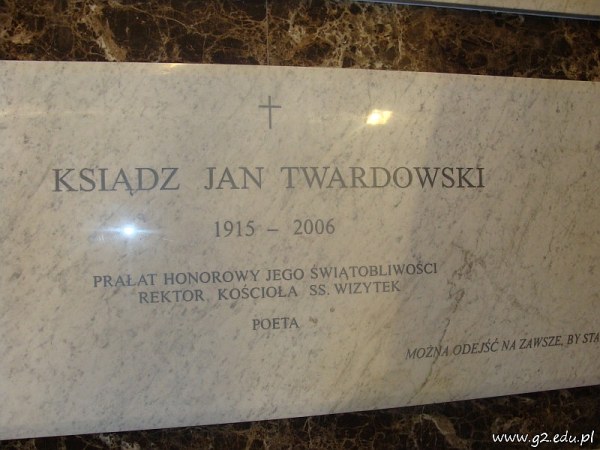 KSIĄDZ JAN TWARDOWSKI
1915 – 2006
PRAŁAT HONOROWY JEGO ŚWIĄTOBLIWOŚCI
REKTOR KOŚCIOŁA SS. WIZYTEK
POETA
MOŻNA ODEJŚĆ NA ZAWSZE, BY STA
www.g2.edu.pl